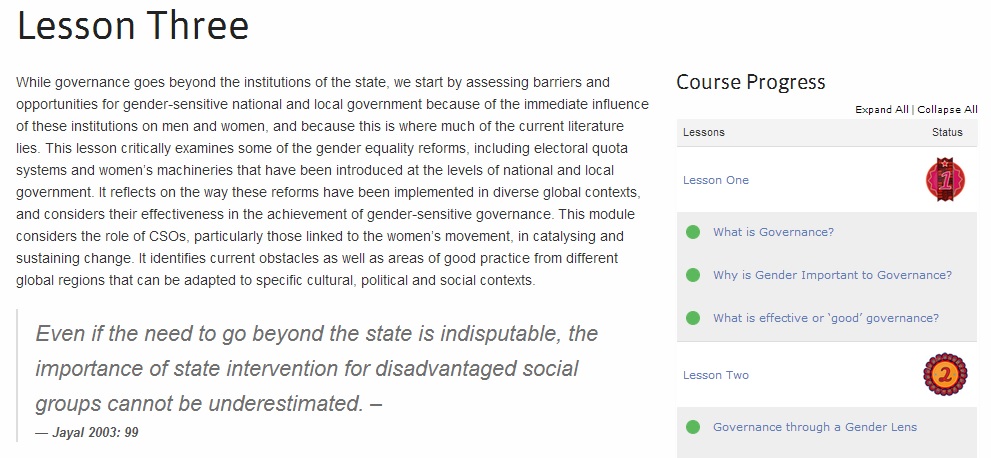 Lesson Three
While governance goes beyond the institutions of the state, we start by assessing barriers and
opportunities for gender-sensitive national and local government because of the immediate influence
of these institutions on men and women, and because this is where much of the current literature
lies. This lesson critically examines some of the gender equality reforms, including electoral quota
systems and women's machineries that have been introduced at the levels of national and local
government. It reflects on the way these reforms have been implemented in diverse global contexts,
and considers their effectiveness in the achievement of gender-sensitive governance. This module
considers the role of CSOs, particularly those linked to the women's movement, in catalysing and
sustaining change. It identifies current obstacles as well as areas of good practice from different
global regions that can be adapted to specific cultural, political and social contexts.
Even if the need to go beyond the state is indisputable, the
importance of state intervention for disadvantaged social
groups cannot be underestimated. –
— Jayal 2003: 99
Course Progress
Expand All | Collapse All
Lessons Status
Lesson One 1
What is Governance?
Why is Gender Important to Governance?
What is effective or 'good' governance?
Lesson Two 2
Governance through a Gender Lens